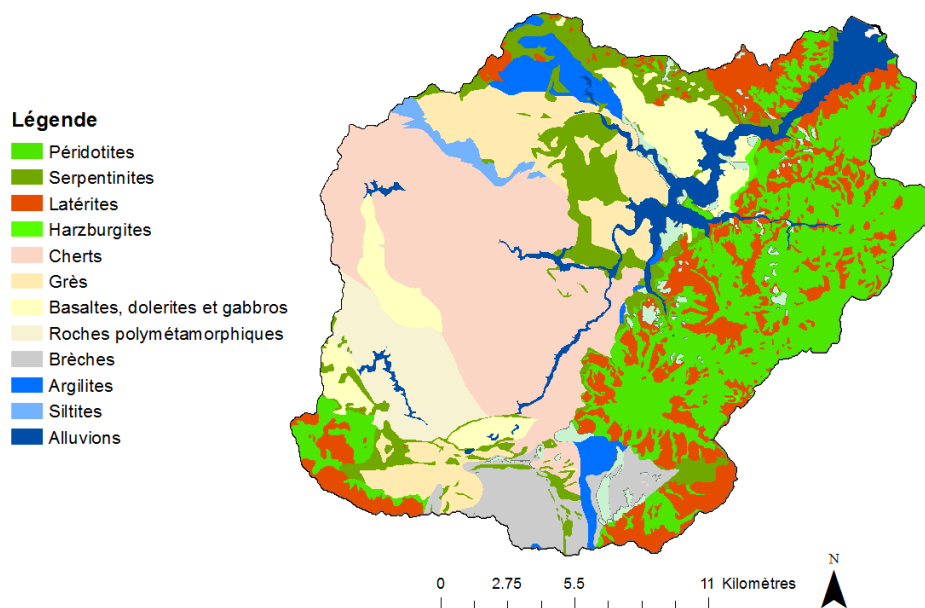 Légende
Péridotites
Serpentinites
Latérites
Harzburgites
Cherts
Grès
Basaltes, dolerites et gabbros
Roches polymétamorphiques
Brèches
Argilites
Siltites
Alluvions
N
0 2.75 5.5 11 Kilomètres